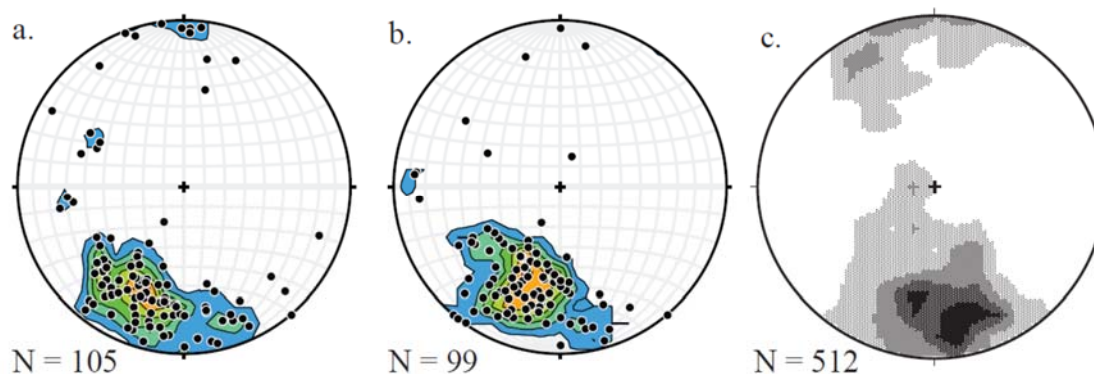 a.
b.
c.
N = 105
N = 99
N = 512